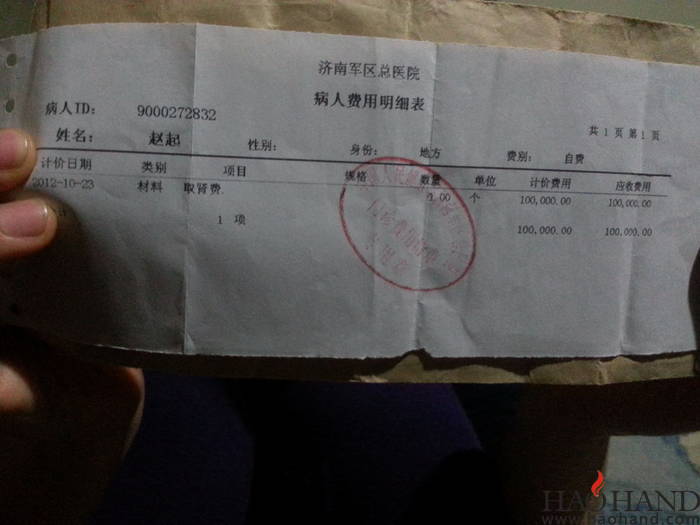 济南军区总医院
病人费用明细表
病人ID: 9000272832
共 1 页 第 1 页
姓名: 赵起 性别: 身份: 地方 费别: 自费
计价日期 类别 项目 规格 数量 单位 计价费用 应收费用
2012-10-23 材料 取肾费 1.00 个 100,000.00 100,000.00
1 项 100,000.00 100,000.00
HAOHAND
www.haohand.com